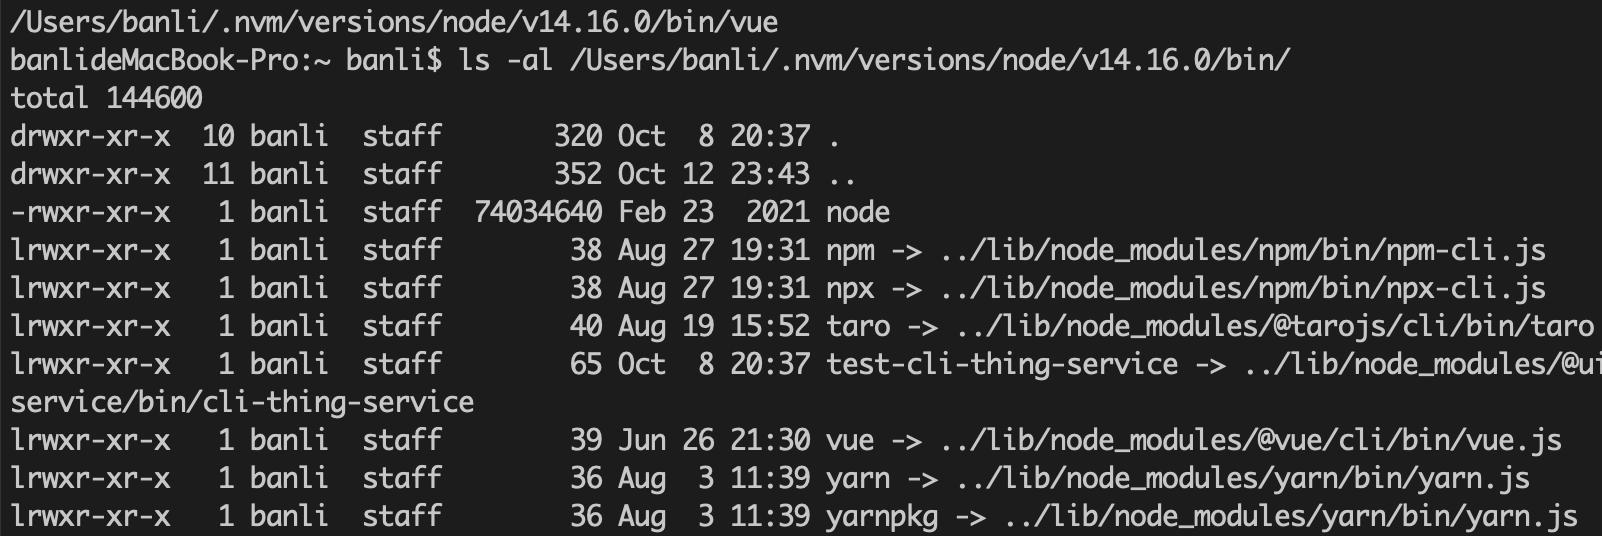 /Users/banli/.nvm/versions/node/v14.16.0/bin/vue
banlideMacBook-Pro:~ banli$ ls -al /Users/banli/.nvm/versions/node/v14.16.0/bin/
total 144600
drwxr-xr-x  10 banli  staff       320 Oct  8 20:37 .
drwxr-xr-x  11 banli  staff       352 Oct 12 23:43 ..
-rwxr-xr-x   1 banli  staff  74034640 Feb 23  2021 node
lrwxr-xr-x   1 banli  staff        38 Aug 27 19:31 npm -> ../lib/node_modules/npm/bin/npm-cli.js
lrwxr-xr-x   1 banli  staff        38 Aug 27 19:31 npx -> ../lib/node_modules/npm/bin/npx-cli.js
lrwxr-xr-x   1 banli  staff        40 Aug 19 15:52 taro -> ../lib/node_modules/@tarojs/cli/bin/taro
lrwxr-xr-x   1 banli  staff        65 Oct  8 20:37 test-cli-thing-service -> ../lib/node_modules/@ui
service/bin/cli-thing-service
lrwxr-xr-x   1 banli  staff        39 Jun 26 21:30 vue -> ../lib/node_modules/@vue/cli/bin/vue.js
lrwxr-xr-x   1 banli  staff        36 Aug  3 11:39 yarn -> ../lib/node_modules/yarn/bin/yarn.js
lrwxr-xr-x   1 banli  staff        36 Aug  3 11:39 yarnpkg -> ../lib/node_modules/yarn/bin/yarn.js